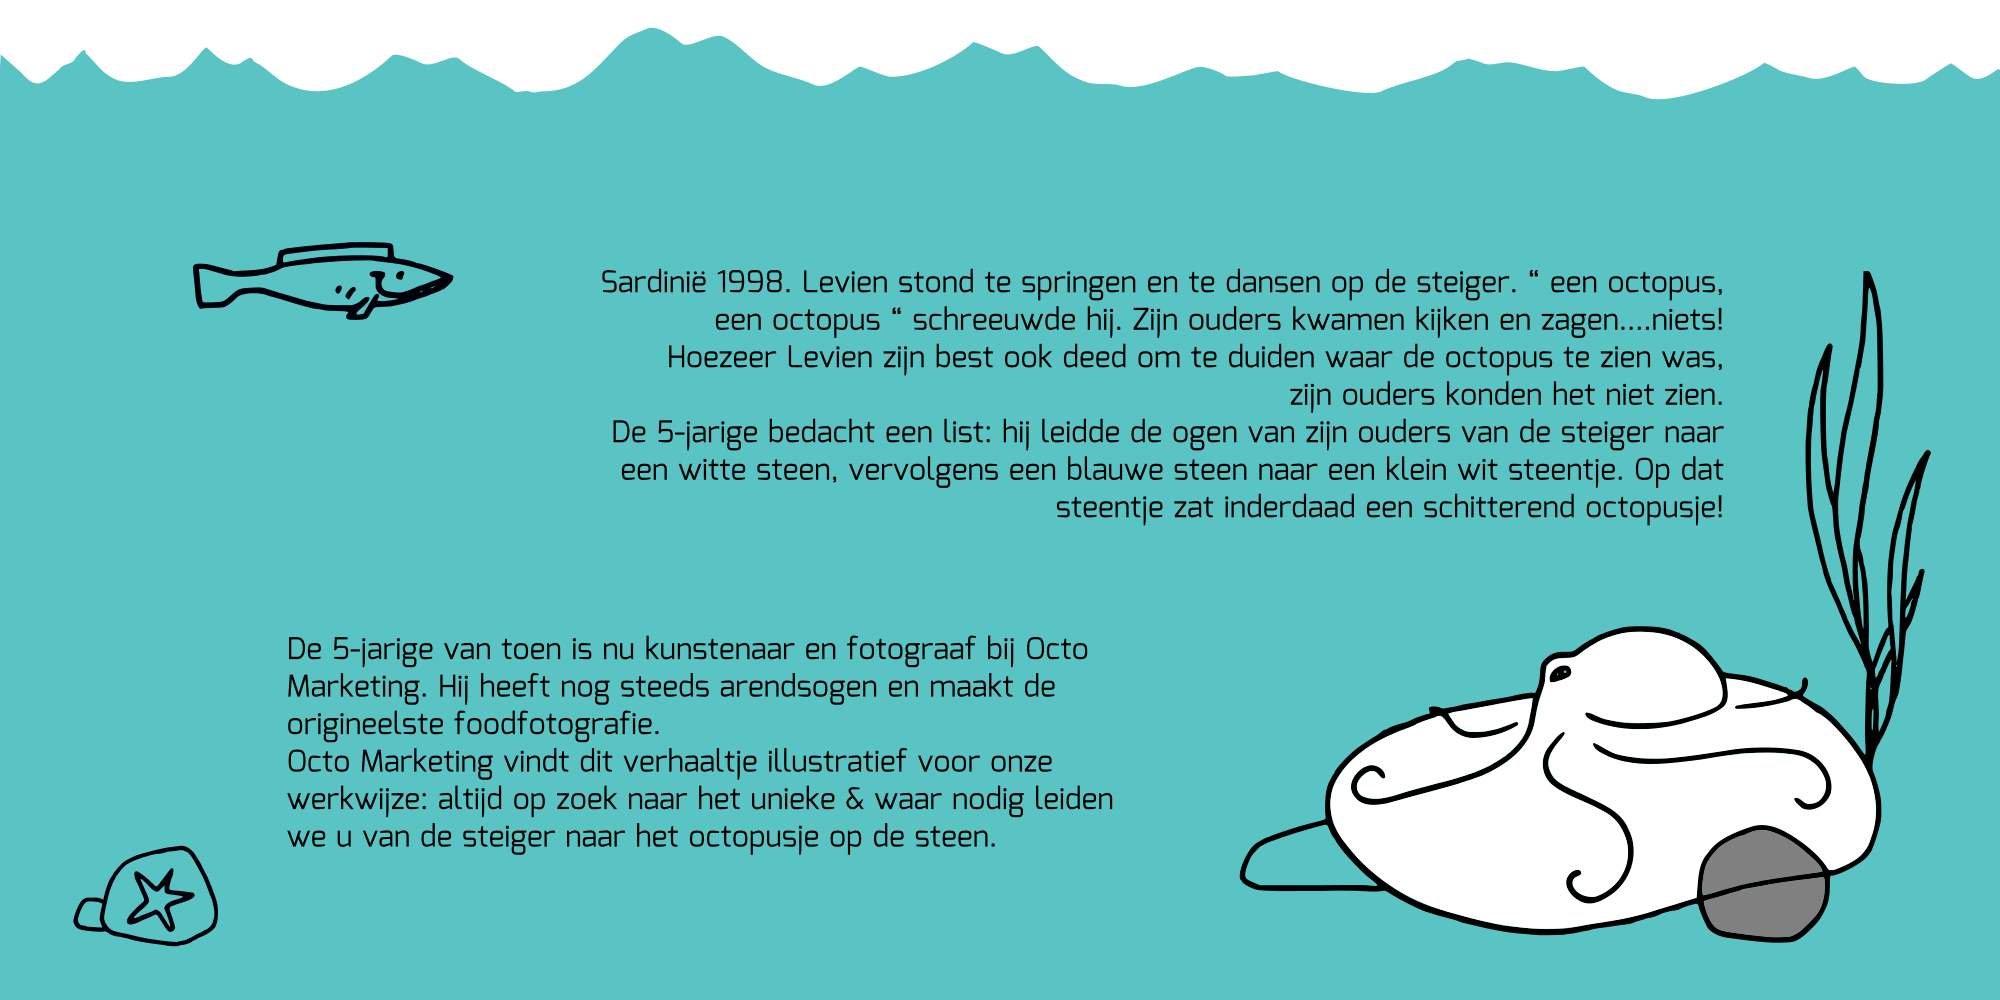 Sardinië 1998. Levien stond te springen en te dansen op de steiger. “ een octopus,
een octopus “ schreeuwde hij. Zijn ouders kwamen kijken en zagen....niets!
Hoezeer Levien zijn best ook deed om te duiden waar de octopus te zien was,
zijn ouders konden het niet zien.
De 5-jarige bedacht een list: hij leidde de ogen van zijn ouders van de steiger naar
een witte steen, vervolgens een blauwe steen naar een klein wit steentje. Op dat
steentje zat inderdaad een schitterend octopusje!
De 5-jarige van toen is nu kunstenaar en fotograaf bij Octo
Marketing. Hij heeft nog steeds arendsogen en maakt de
origineelste foodfotografie.
Octo Marketing vindt dit verhaaltje illustratief voor onze
werkwijze: altijd op zoek naar het unieke & waar nodig leiden
we u van de steiger naar het octopusje op de steen.